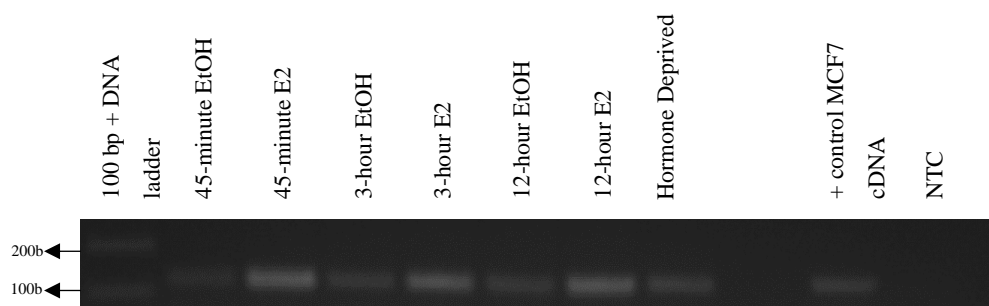 100 bp + DNA
ladder
45-minute EtOH
45-minute E2
3-hour EtOH
3-hour E2
12-hour EtOH
12-hour E2
Hormone Deprived
+ control MCF7
cDNA
NTC
200b
100b